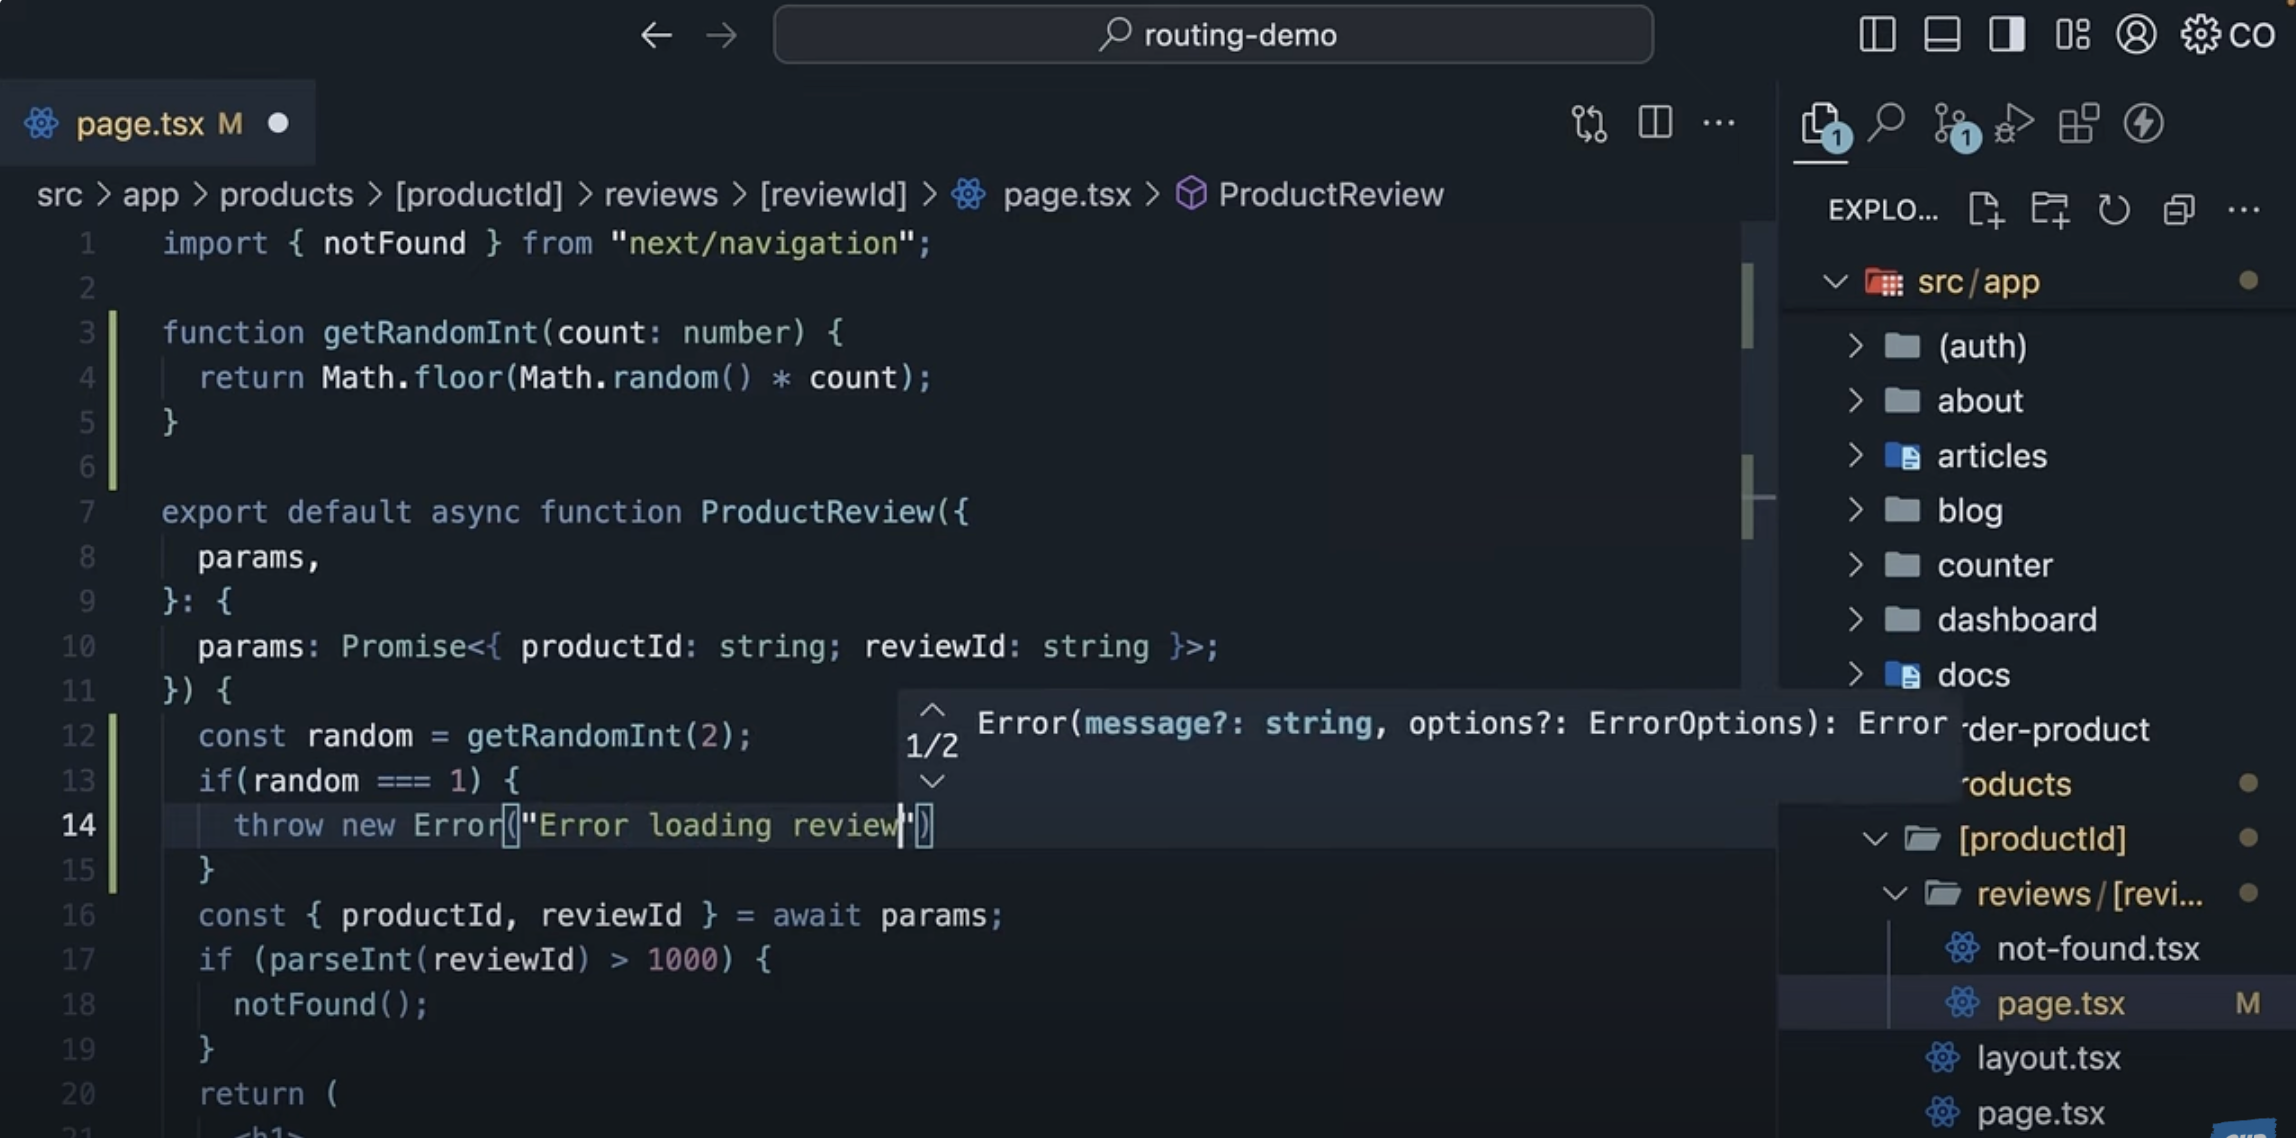 routing-demo
CO
page.tsx M
1
1
src > app > products > [productId] > reviews > [reviewId] > page.tsx > ProductReview
EXPLO...
1 import { notFound } from "next/navigation";
2
3 function getRandomInt(count: number) {
4 return Math.floor(Math.random() * count);
5 }
6
7 export default async function ProductReview({
8 params,
9 }: {
10 params: Promise<{ productId: string; reviewId: string }>;
11 }) {
12 const random = getRandomInt(2);
13 if(random === 1) {
14 throw new Error("Error loading review")
15 }
16 const { productId, reviewId } = await params;
17 if (parseInt(reviewId) > 1000) {
18 notFound();
19 }
20 return (
21 <h1>
1/2 Error(message?: string, options?: ErrorOptions): Error
src/app
(auth)
about
articles
blog
counter
dashboard
docs
rder-product
roducts
[productId]
reviews/[revi...
not-found.tsx
page.tsx M
layout.tsx
page.tsx